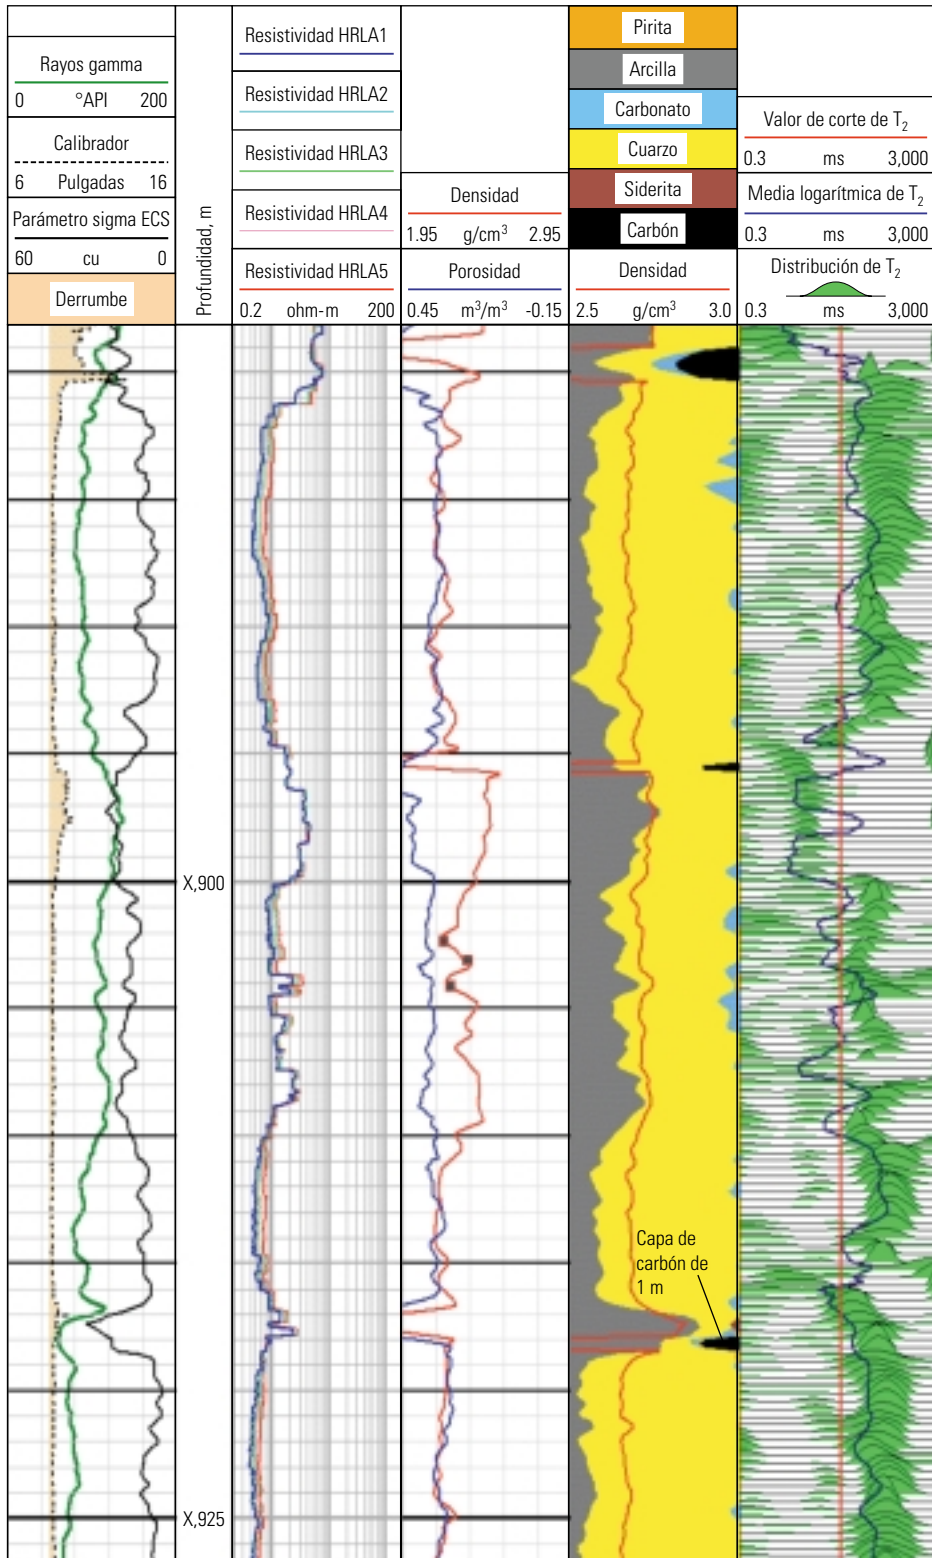 Rayos gamma
0 °API 200
Calibrador
6 Pulgadas 16
Parámetro sigma ECS
60 cu 0
Derrumbe
Profundidad, m
Resistividad HRLA1
Resistividad HRLA2
Resistividad HRLA3
Resistividad HRLA4
Resistividad HRLA5
0.2 ohm-m 200
Densidad
1.95 g/cm³ 2.95
Porosidad
0.45 m³/m³ -0.15
Pirita
Arcilla
Carbonato
Cuarzo
Siderita
Carbón
Densidad
2.5 g/cm³ 3.0
Valor de corte de T₂
0.3 ms 3,000
Media logarítmica de T₂
0.3 ms 3,000
Distribución de T₂
0.3 ms 3,000
X,900
Capa de
carbón de
1 m
X,925